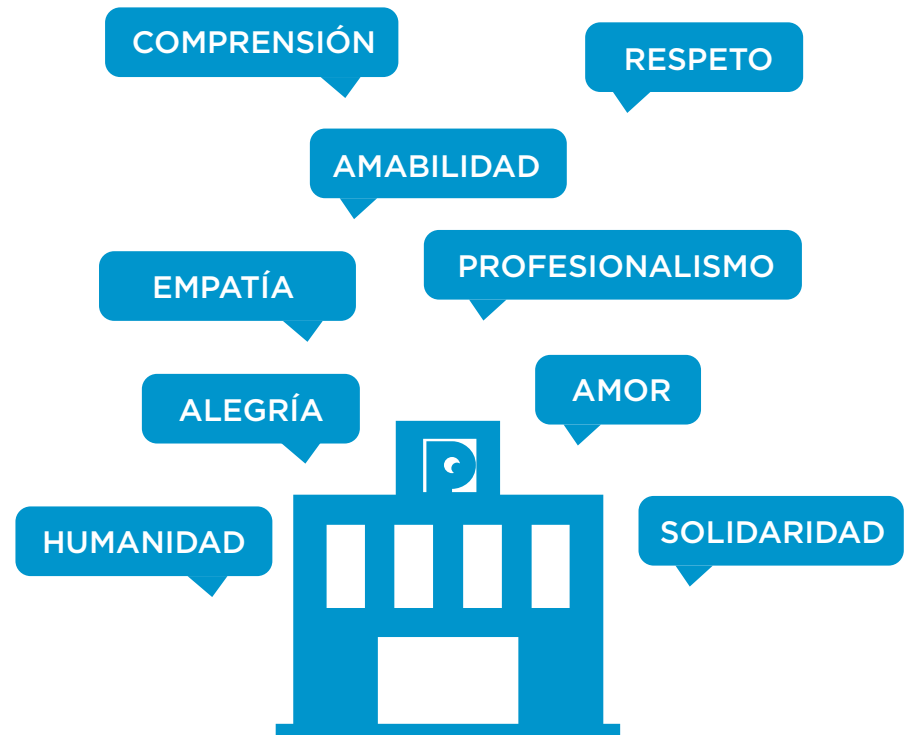 COMPRENSIÓN
RESPETO
AMABILIDAD
PROFESIONALISMO
EMPATÍA
AMOR
ALEGRÍA
HUMANIDAD
SOLIDARIDAD